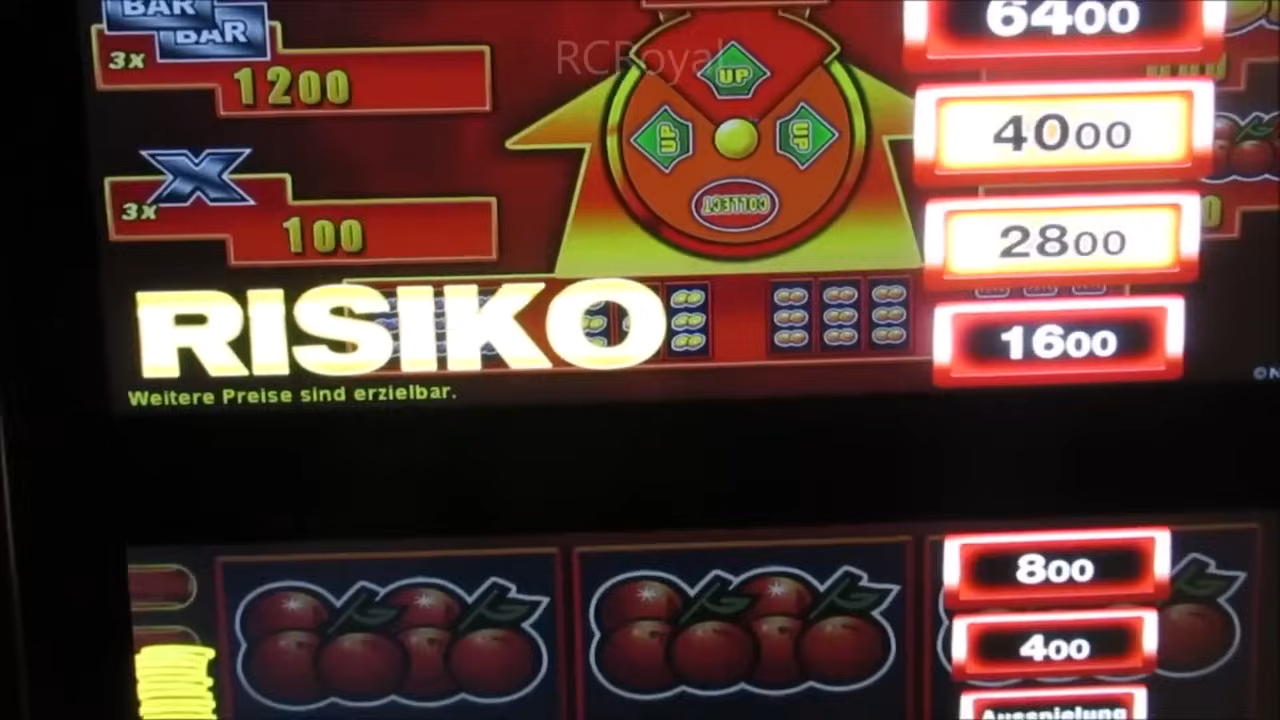 BAR
BAR
3x
1200
RCRoyal
UP
UP
UP
COLLECT
6400
4000
2800
1600
3x
X
100
RISIKO
Weitere Preise sind erzielbar.
800
400
Ausspielung